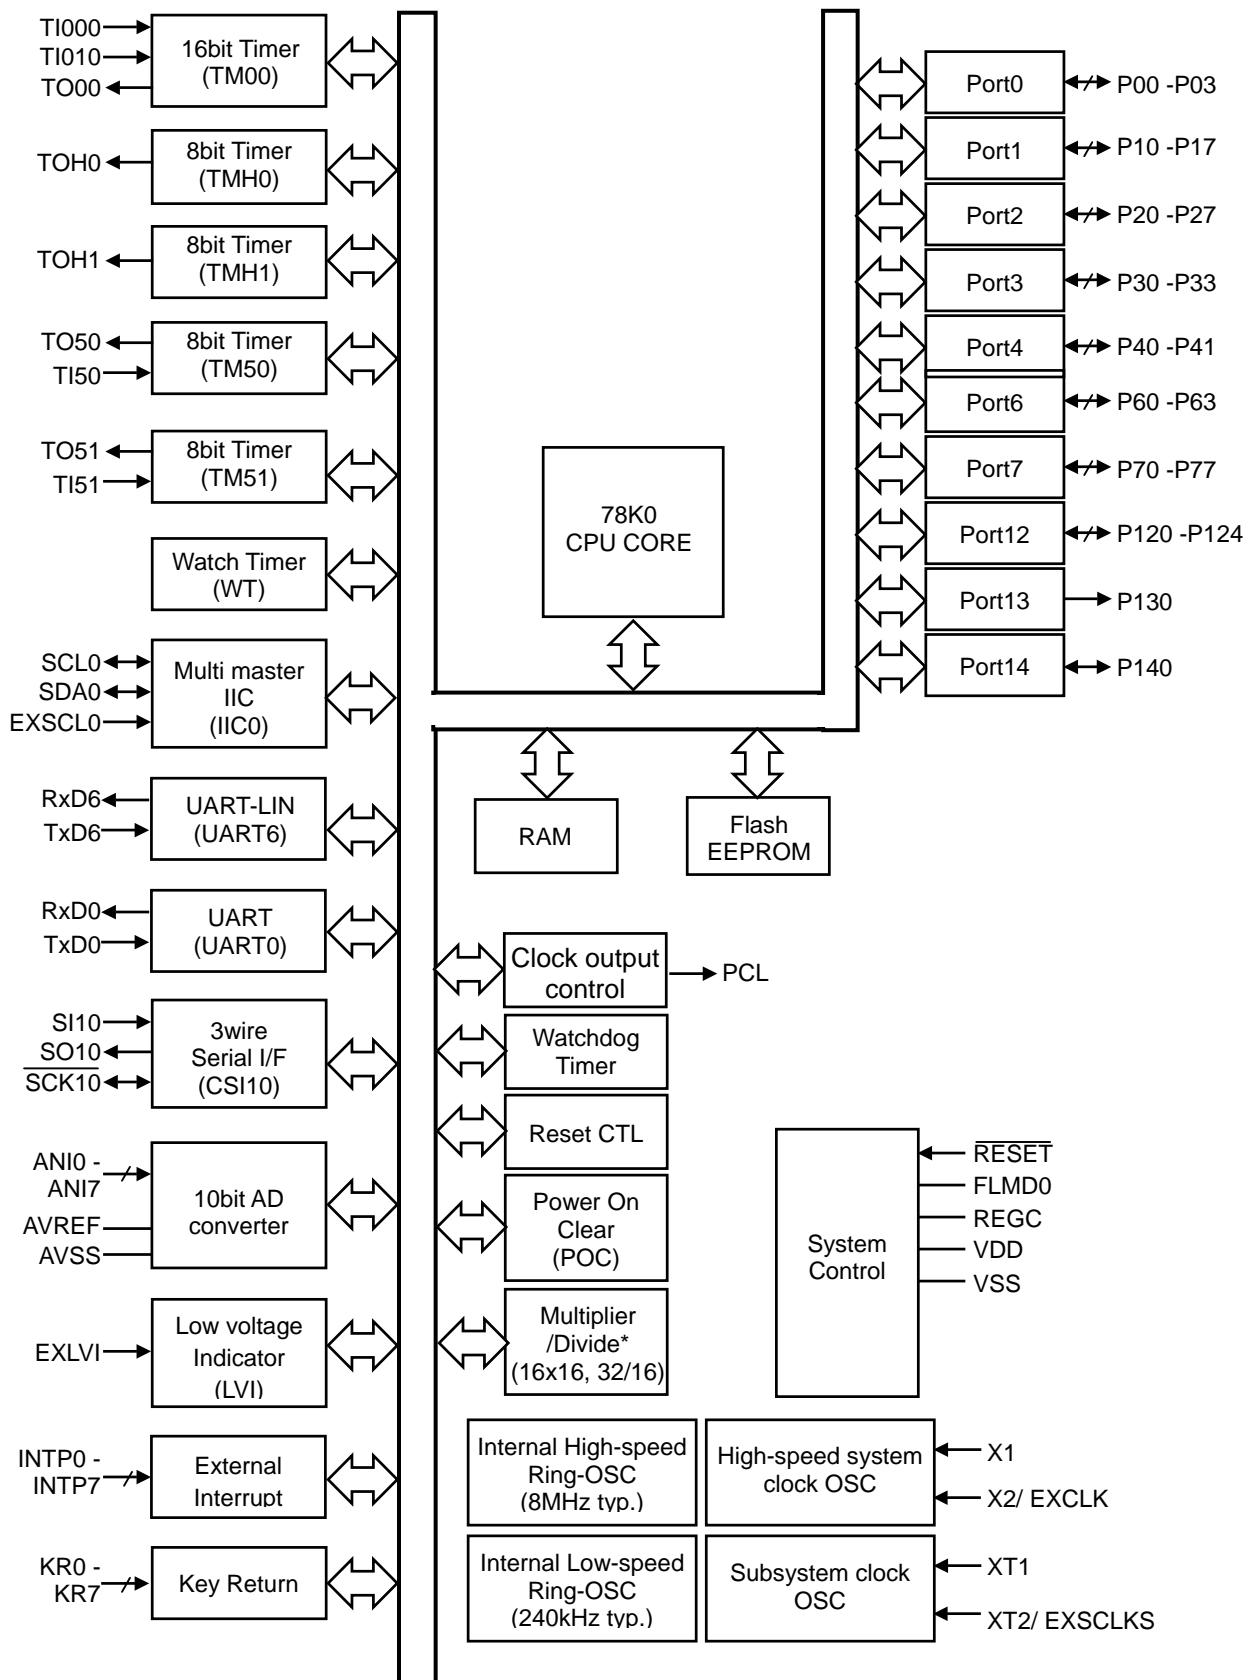 TI000
TI010
TO00
16bit Timer
(TM00)
TOH0
8bit Timer
(TMH0)
TOH1
8bit Timer
(TMH1)
TO50
TI50
8bit Timer
(TM50)
TO51
TI51
8bit Timer
(TM51)
Watch Timer
(WT)
SCL0
SDA0
EXSCL0
Multi master
IIC
(IIC0)
RxD6
TxD6
UART-LIN
(UART6)
RxD0
TxD0
UART
(UART0)
SI10
SO10
SCK10
3wire
Serial I/F
(CSI10)
ANI0 -
ANI7
AVREF
AVSS
10bit AD
converter
EXLVI
Low voltage
Indicator
(LVI)
INTP0 -
INTP7
External
Interrupt
KR0 -
KR7
Key Return
78K0
CPU CORE
RAM
Flash
EEPROM
Clock output
control
PCL
Watchdog
Timer
Reset CTL
Power On
Clear
(POC)
Multiplier
/Divide*
(16x16, 32/16)
Internal High-speed
Ring-OSC
(8MHz typ.)
Internal Low-speed
Ring-OSC
(240kHz typ.)
Port0
P00 -P03
Port1
P10 -P17
Port2
P20 -P27
Port3
P30 -P33
Port4
P40 -P41
Port6
P60 -P63
Port7
P70 -P77
Port12
P120 -P124
Port13
P130
Port14
P140
System
Control
RESET
FLMD0
REGC
VDD
VSS
High-speed system
clock OSC
X1
X2/ EXCLK
Subsystem clock
OSC
XT1
XT2/ EXSCLKS